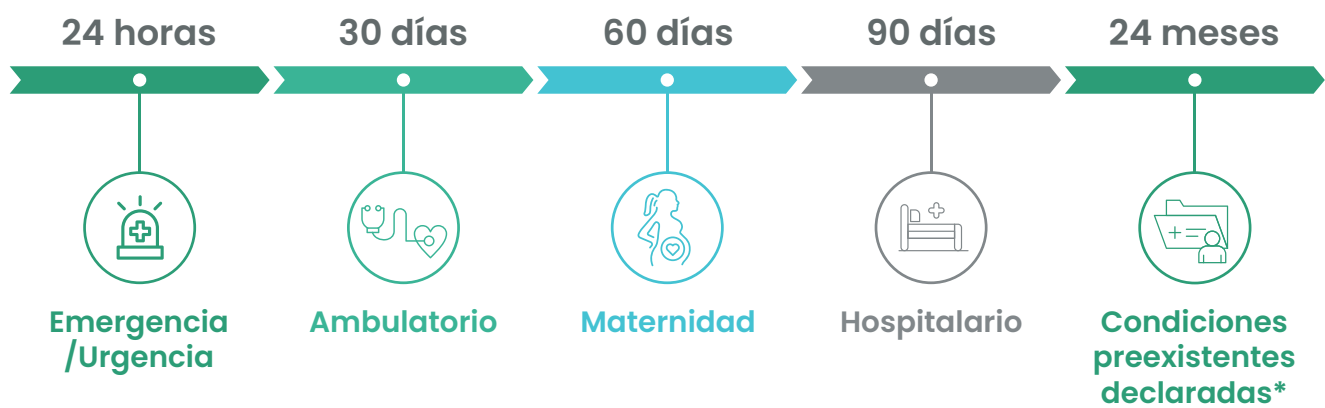 24 horas
30 días
60 días
90 días
24 meses
Emergencia
/Urgencia
Ambulatorio
Maternidad
Hospitalario
Condiciones
preexistentes
declaradas*